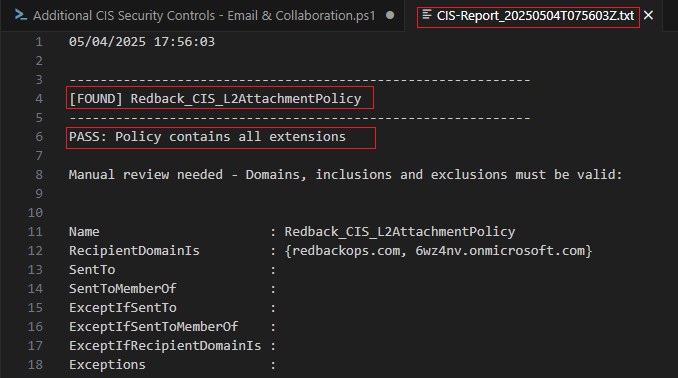 Additional CIS Security Controls - Email & Collaboration.ps1 CIS-Report_20250504T075603Z.txt
1 05/04/2025 17:56:03
2
3 ------------------------------------------------------------
4 [FOUND] Redback_CIS_L2AttachmentPolicy
5 ------------------------------------------------------------
6 PASS: Policy contains all extensions
7
8 Manual review needed - Domains, inclusions and exclusions must be valid:
9
10
11 Name : Redback_CIS_L2AttachmentPolicy
12 RecipientDomainIs : {redbackops.com, 6wz4nv.onmicrosoft.com}
13 SentTo :
14 SentToMemberOf :
15 ExceptIfSentTo :
16 ExceptIfSentToMemberOf :
17 ExceptIfRecipientDomainIs :
18 Exceptions :